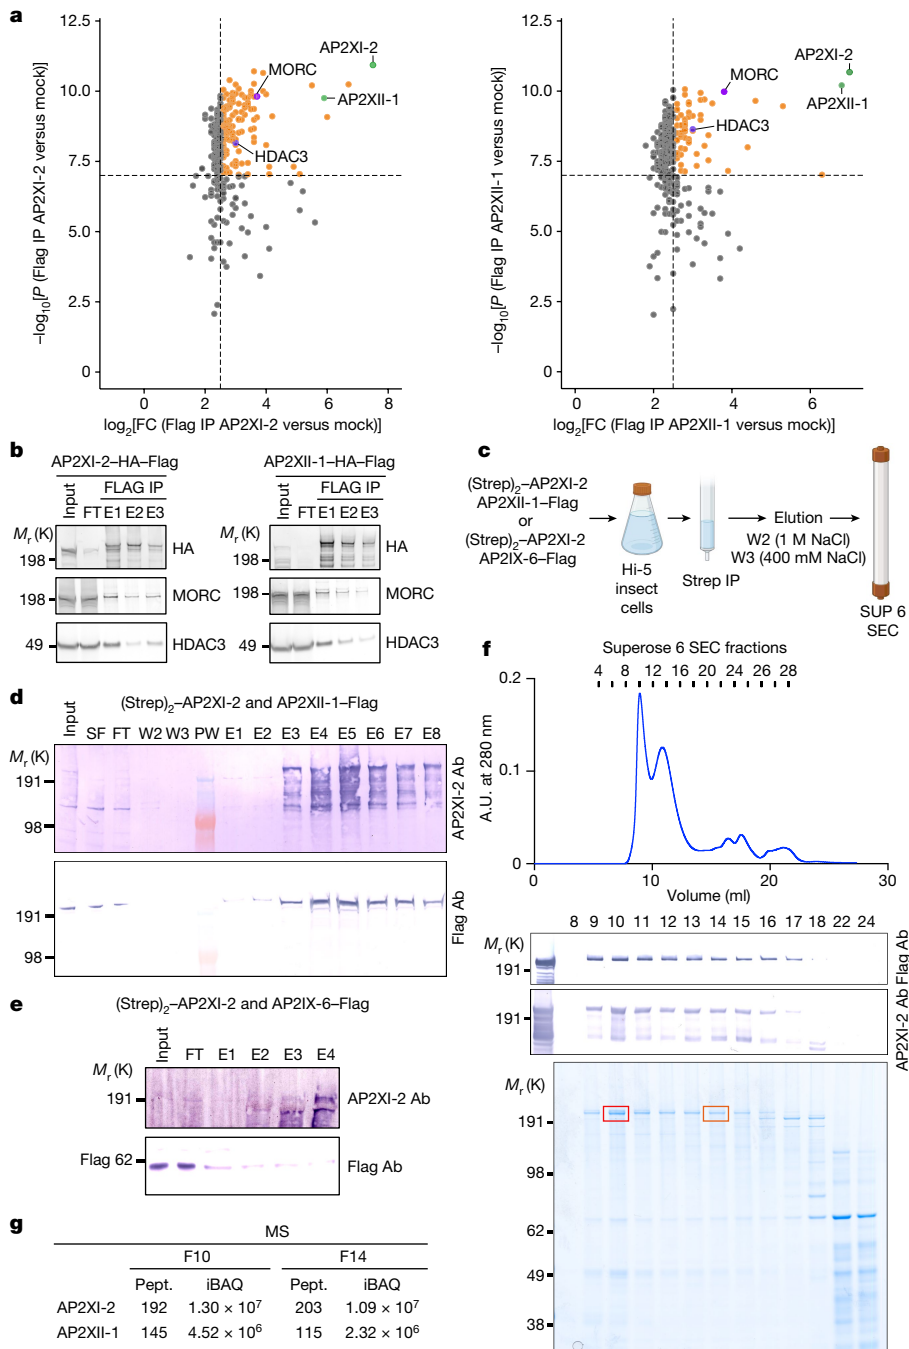 a
12.5
10.0
7.5
5.0
2.5
0
–log10[P (Flag IP AP2XI-2 versus mock)]
AP2XI-2
MORC
AP2XII-1
HDAC3
0 2 4 6 8
log2[FC (Flag IP AP2XI-2 versus mock)]
12.5
10.0
7.5
5.0
2.5
0
–log10[P (Flag IP AP2XII-1 versus mock)]
AP2XI-2
MORC
AP2XII-1
HDAC3
0 2 4 6
log2[FC (Flag IP AP2XII-1 versus mock)]
b
AP2XI-2–HA–Flag
Input
FLAG IP
FT E1 E2 E3
Mr (K)
198
HA
198
MORC
49
HDAC3
AP2XII-1–HA–Flag
Input
FLAG IP
FT E1 E2 E3
Mr (K)
198
HA
198
MORC
49
HDAC3
c
(Strep)2–AP2XI-2
AP2XII-1–Flag
or
(Strep)2–AP2XI-2
AP2IX-6–Flag
Hi-5
insect
cells
Strep IP
Elution
W2 (1 M NaCl)
W3 (400 mM NaCl)
SUP 6
SEC
d
(Strep)2–AP2XI-2 and AP2XII-1–Flag
Input
SF FT W2 W3 PW E1 E2 E3 E4 E5 E6 E7 E8
Mr (K)
191
98
AP2XI-2 Ab
191
98
Flag Ab
e
(Strep)2–AP2XI-2 and AP2IX-6–Flag
Input
FT E1 E2 E3 E4
Mr (K)
191
AP2XI-2 Ab
Flag 62
Flag Ab
f
Superose 6 SEC fractions
4 8 12 18 20 24 28
0.2
0.1
0
A.U. at 280 nm
0 10 20 30
Volume (ml)
8 9 10 11 12 13 14 15 16 17 18 22 24
Mr (K)
191
Flag Ab
191
AP2XI-2 Ab
Mr (K)
191
98
62
49
38
g
MS
F10 F14
Pept. iBAQ Pept. iBAQ
AP2XI-2 192 1.30 × 10⁷ 203 1.09 × 10⁷
AP2XII-1 145 4.52 × 10⁶ 115 2.32 × 10⁶